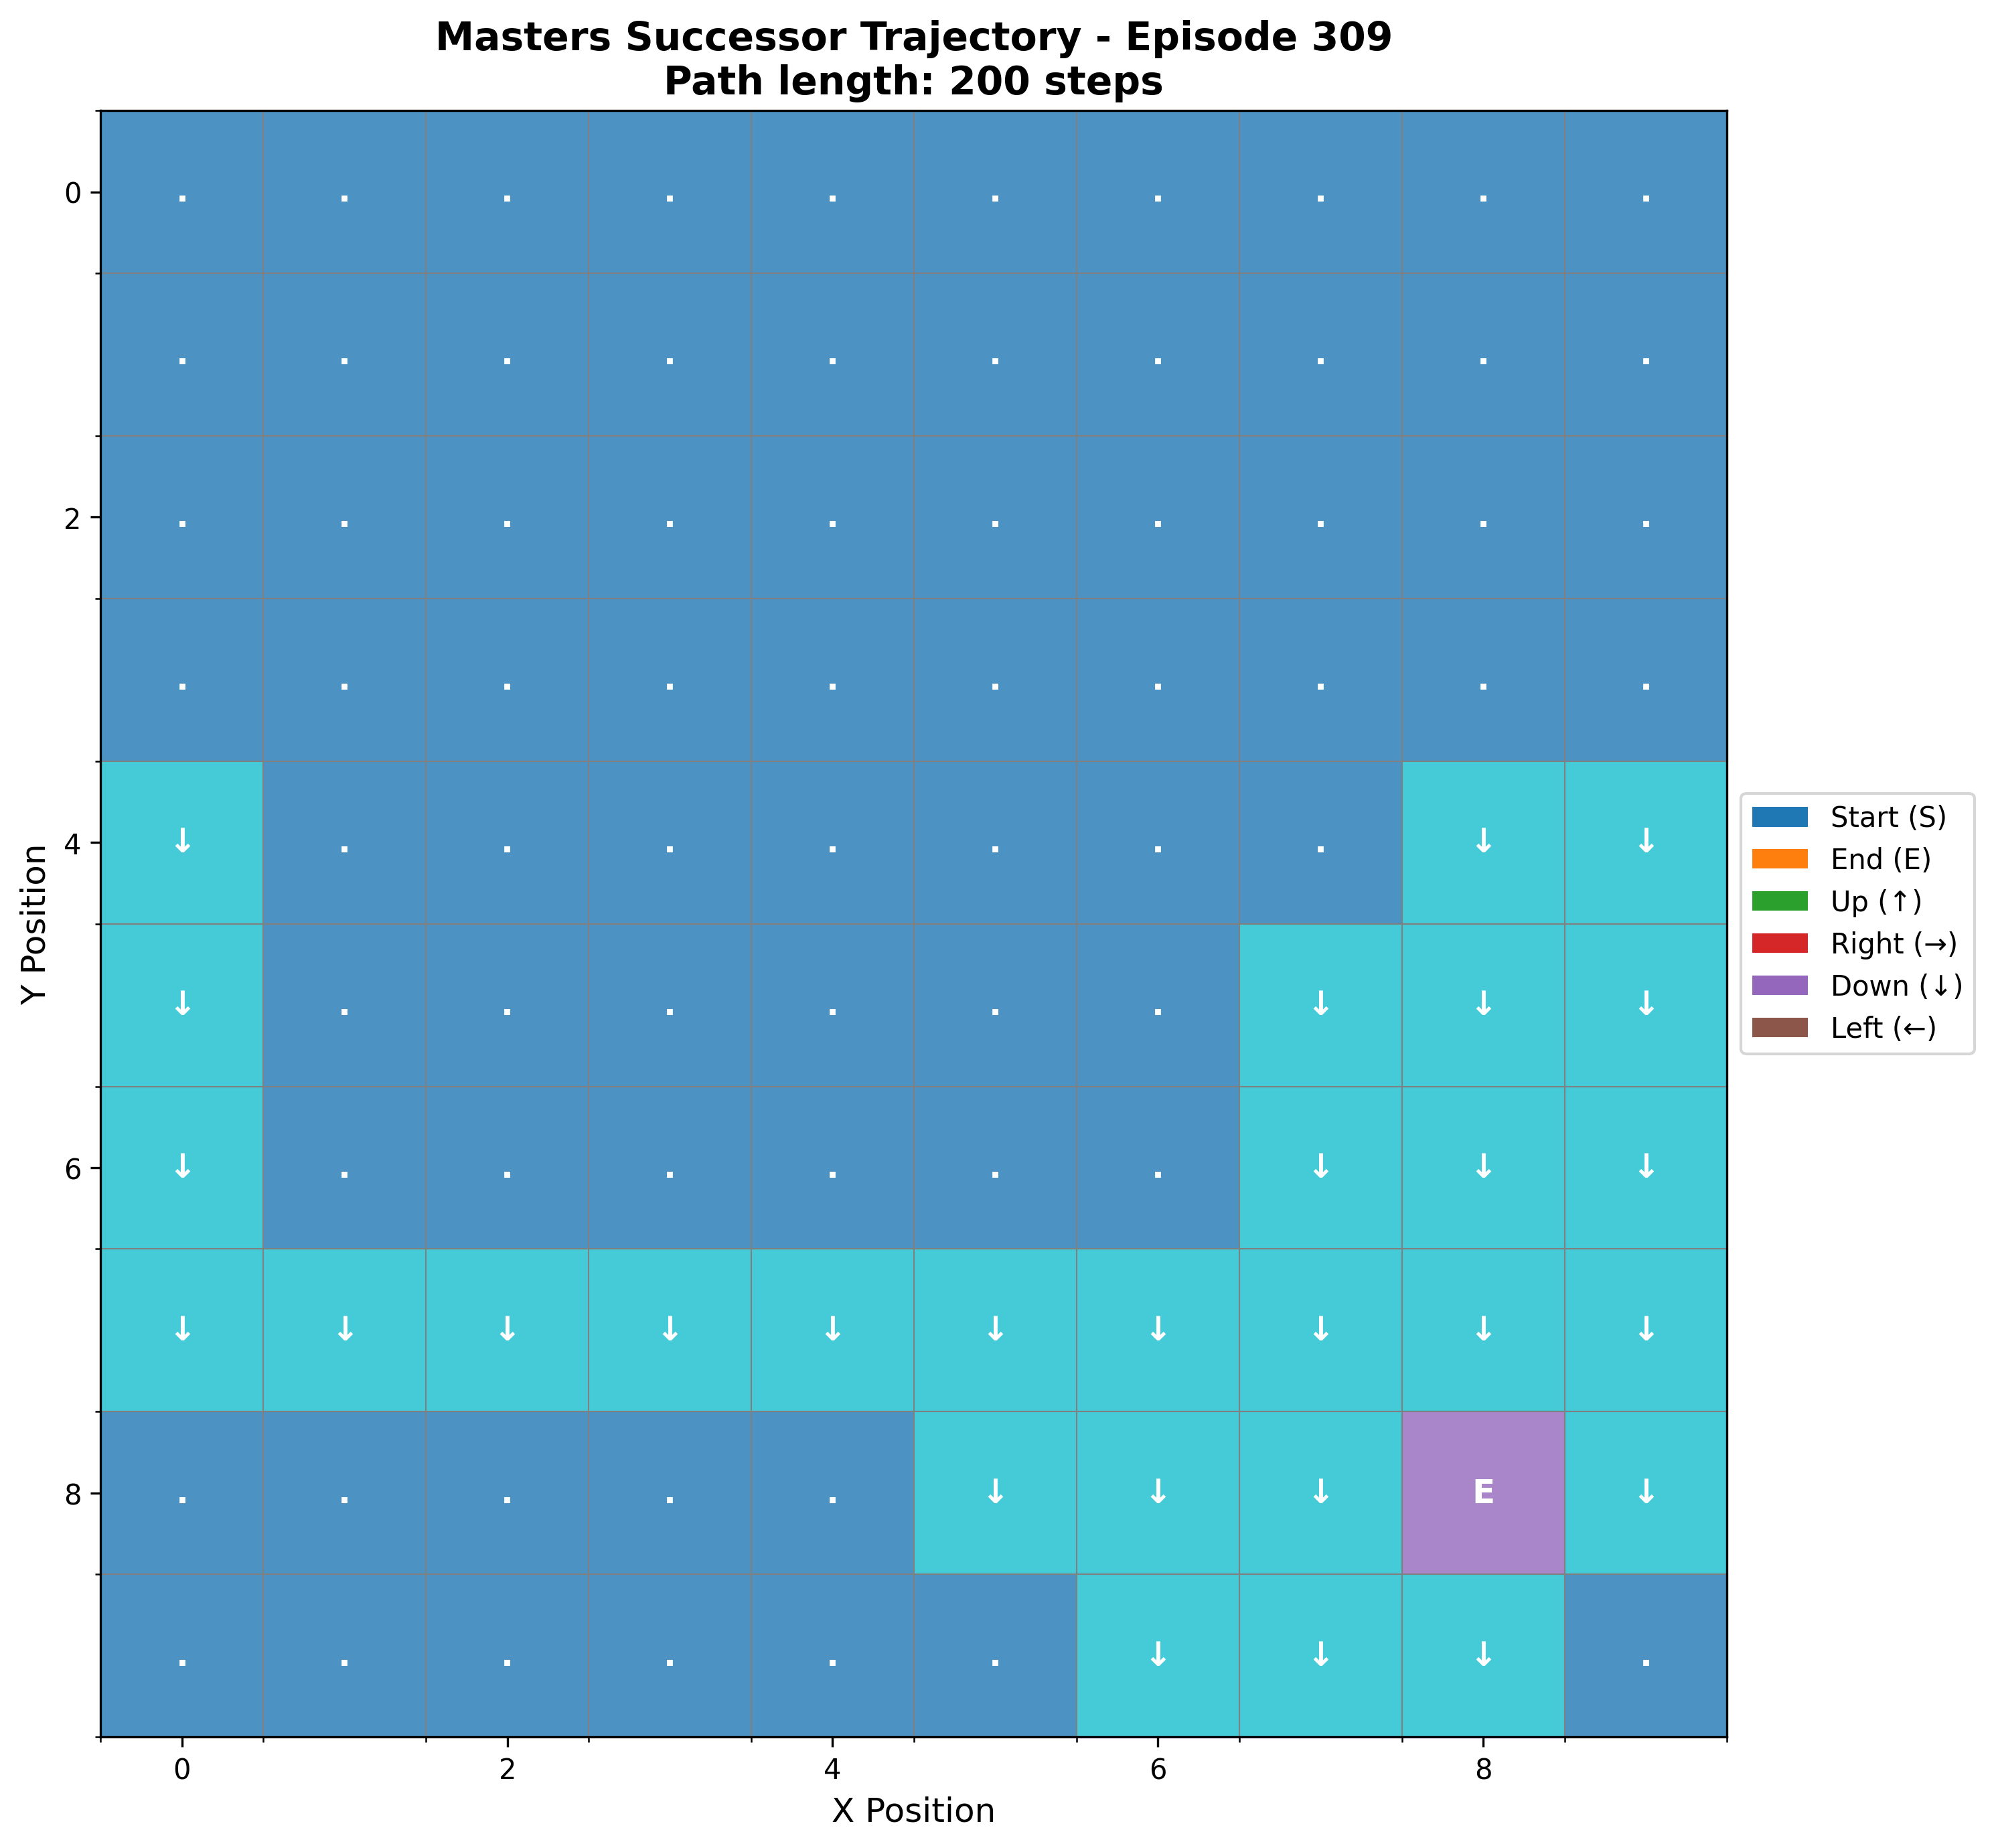 Masters Successor Trajectory - Episode 309
Path length: 200 steps
0 . . . . . . . . . .
. . . . . . . . . .
2 . . . . . . . . . .
. . . . . . . . . .
4 ↓ . . . . . . . ↓ ↓
↓ . . . . . . ↓ ↓ ↓
6 ↓ . . . . . . ↓ ↓ ↓
↓ ↓ ↓ ↓ ↓ ↓ ↓ ↓ ↓ ↓
8 . . . . . ↓ ↓ ↓ E ↓
. . . . . . ↓ ↓ ↓ .
0 2 4 6 8
X Position
Y Position
Start (S)
End (E)
Up (↑)
Right (→)
Down (↓)
Left (←)